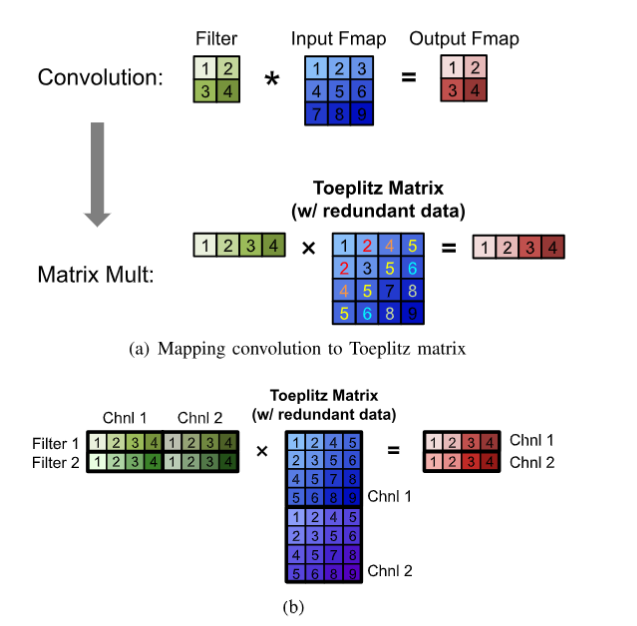 Filter Input Fmap Output Fmap
Convolution:
1 2 * 1 2 3 = 1 2
3 4 4 5 6 3 4
7 8 9
Toeplitz Matrix
(w/ redundant data)
1 2 3 4 × 1 2 4 5 = 1 2 3 4
2 3 5 6
Matrix Mult:
4 5 7 8
5 6 8 9
(a) Mapping convolution to Toeplitz matrix
Toeplitz Matrix
(w/ redundant data)
Chnl 1 Chnl 2
Filter 1 1 2 3 4 1 2 3 4 × 1 2 4 5 = 1 2 3 4 Chnl 1
Filter 2 1 2 3 4 1 2 3 4 2 3 5 6 1 2 3 4 Chnl 2
4 5 7 8
5 6 8 9 Chnl 1
1 2 4 5
2 3 5 6
4 5 7 8
5 6 8 9 Chnl 2
(b)